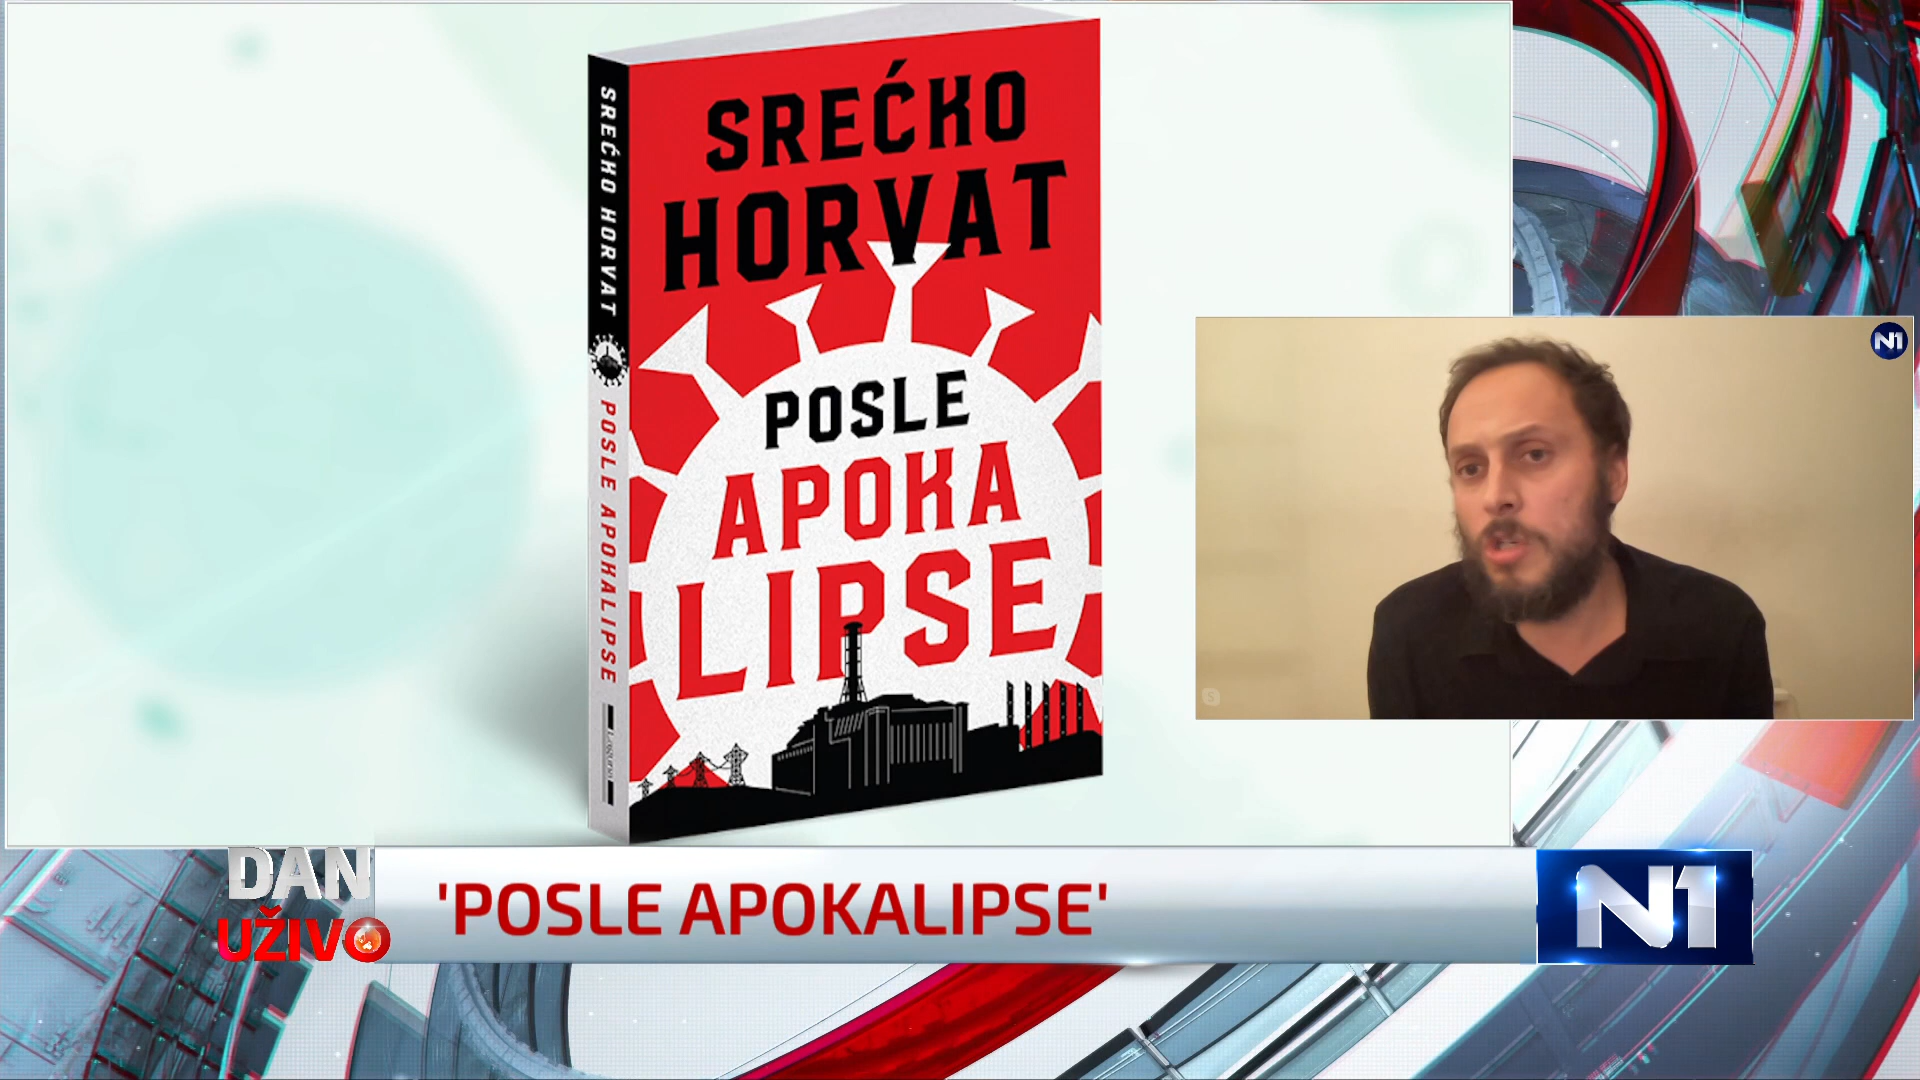 SREĆKO
HORVAT
POSLE
APOKA
LIPSE
SREĆKO HORVAT
POSLE APOKALIPSE
N1
S
DAN
UŽIVO
'POSLE APOKALIPSE'
N1